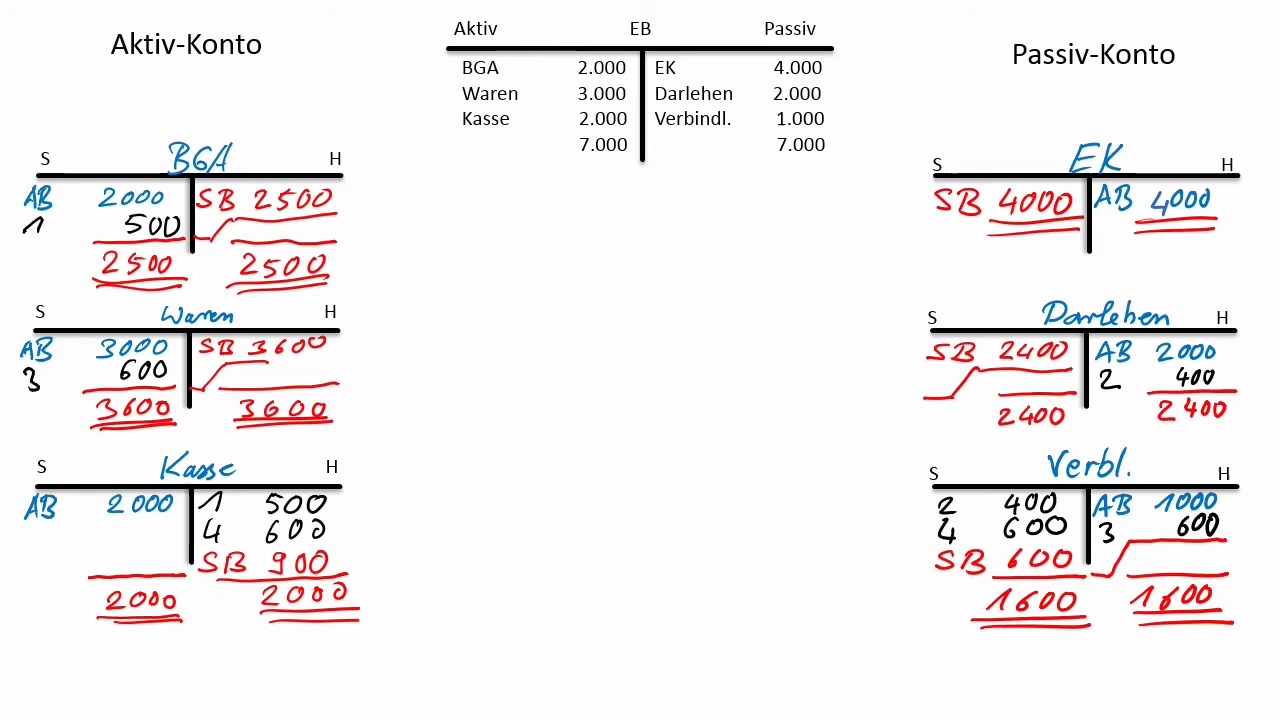 Aktiv-Konto
Aktiv EB Passiv
BGA 2.000 EK 4.000
Waren 3.000 Darlehen 2.000
Kasse 2.000 Verbindl. 1.000
7.000 7.000
Passiv-Konto
S BGA H
AB 2000 SB 2500
1 500
2500 2500
S Waren H
AB 3000 SB 3600
3 600
3600 3600
S Kasse H
AB 2000 1 500
4 600
SB 900
2000 2000
S EK H
SB 4000 AB 4000
S Darlehen H
SB 2400 AB 2000
2 400
2400 2400
S Verbl. H
2 400 AB 1000
4 600 3 600
SB 600
1600 1600